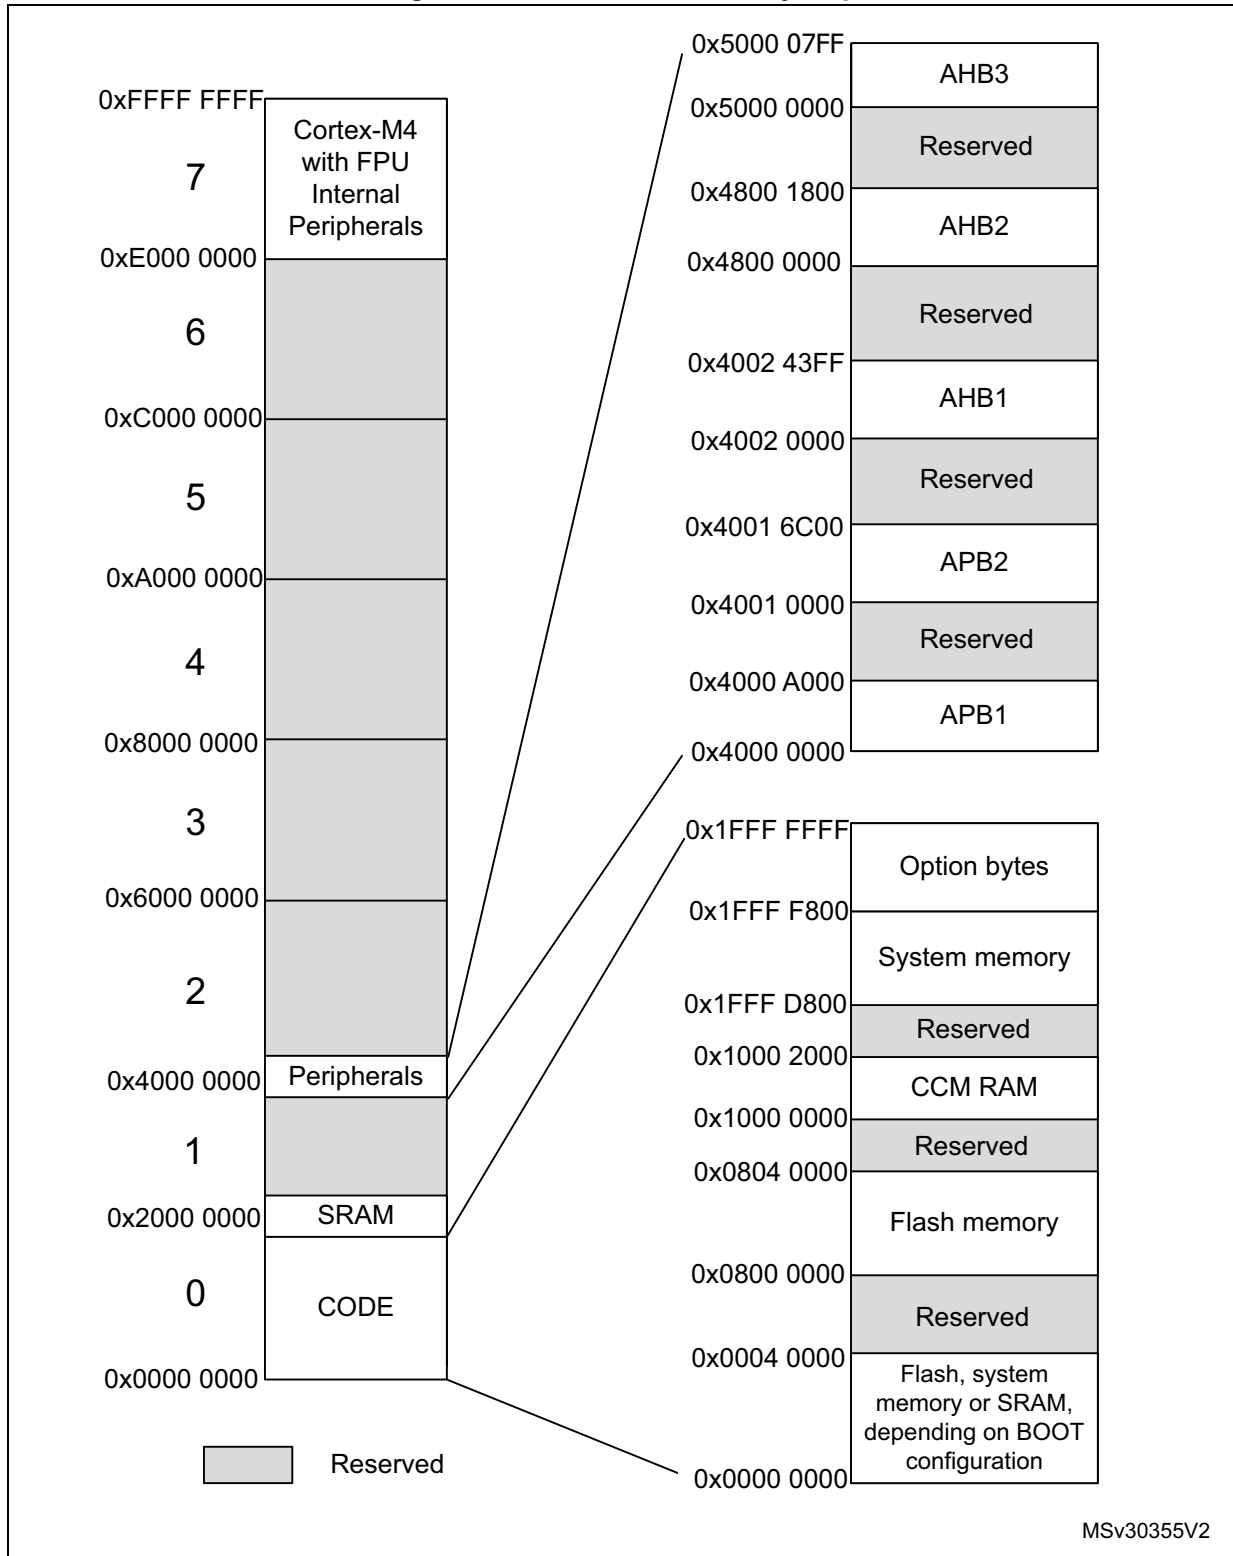 0xFFFF FFFF
Cortex-M4
with FPU
Internal
Peripherals
7
0xE000 0000
6
0xC000 0000
5
0xA000 0000
4
0x8000 0000
3
0x6000 0000
2
0x4000 0000
Peripherals
1
0x2000 0000
SRAM
0
CODE
0x0000 0000
Reserved
0x5000 07FF
AHB3
0x5000 0000
Reserved
0x4800 1800
AHB2
0x4800 0000
Reserved
0x4002 43FF
AHB1
0x4002 0000
Reserved
0x4001 6C00
APB2
0x4001 0000
Reserved
0x4000 A000
APB1
0x4000 0000
0x1FFF FFFF
Option bytes
0x1FFF F800
System memory
0x1FFF D800
Reserved
0x1000 2000
CCM RAM
0x1000 0000
Reserved
0x0804 0000
Flash memory
0x0800 0000
Reserved
0x0004 0000
Flash, system
memory or SRAM,
depending on BOOT
configuration
0x0000 0000
MSv30355V2